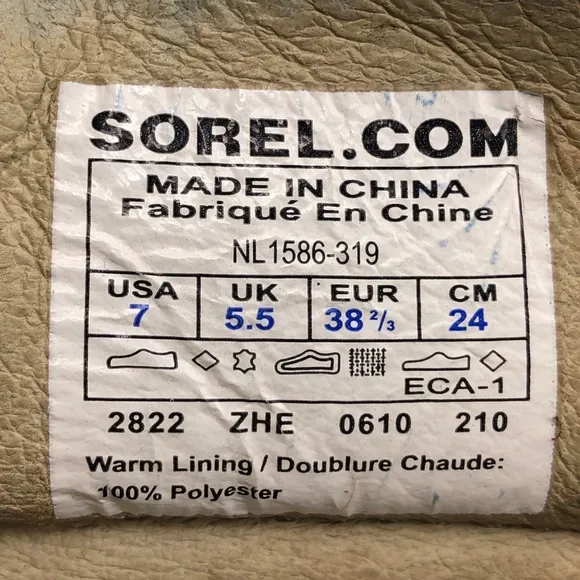 SOREL.COM
MADE IN CHINA
Fabriqué En Chine
NL1586-319
USA UK EUR CM
7 5.5 38 2/3 24
ECA-1
2822 ZHE 0610 210
Warm Lining / Doublure Chaude:
100% Polyester